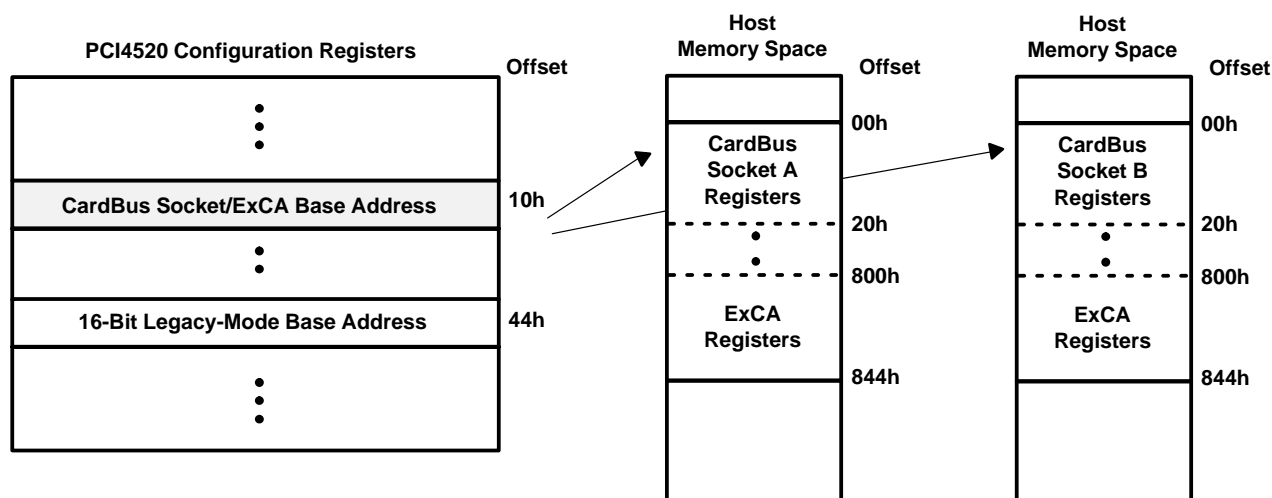 PCI4520 Configuration Registers
Offset
CardBus Socket/ExCA Base Address
10h
16-Bit Legacy-Mode Base Address
44h
Host
Memory Space
Offset
00h
CardBus
Socket A
Registers
20h
800h
ExCA
Registers
844h
Host
Memory Space
Offset
00h
CardBus
Socket B
Registers
20h
800h
ExCA
Registers
844h